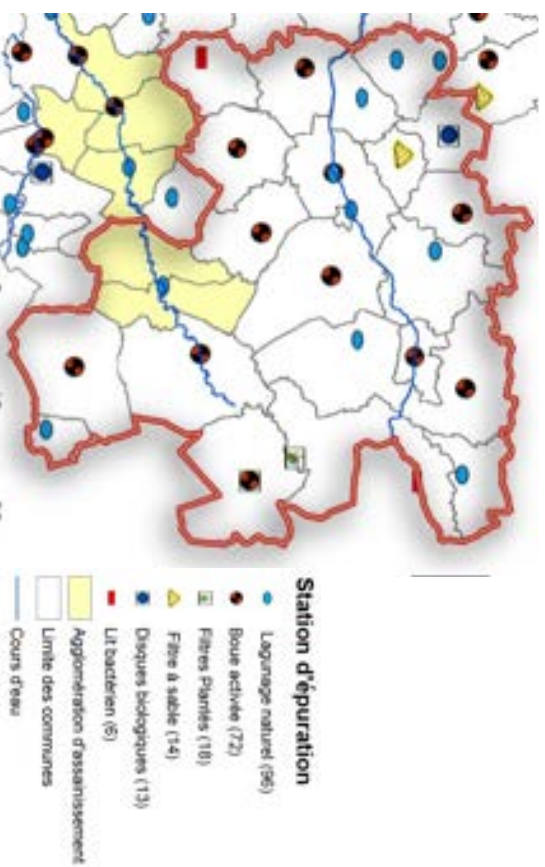 Station d'épuration
Lagunage naturel (96)
Boue activée (72)
Filtres Plantés (18)
Filtre à sable (14)
Disques biologiques (13)
Lit bactérien (6)
Agglomération d'assainissement
Limite des communes
Cours d'eau